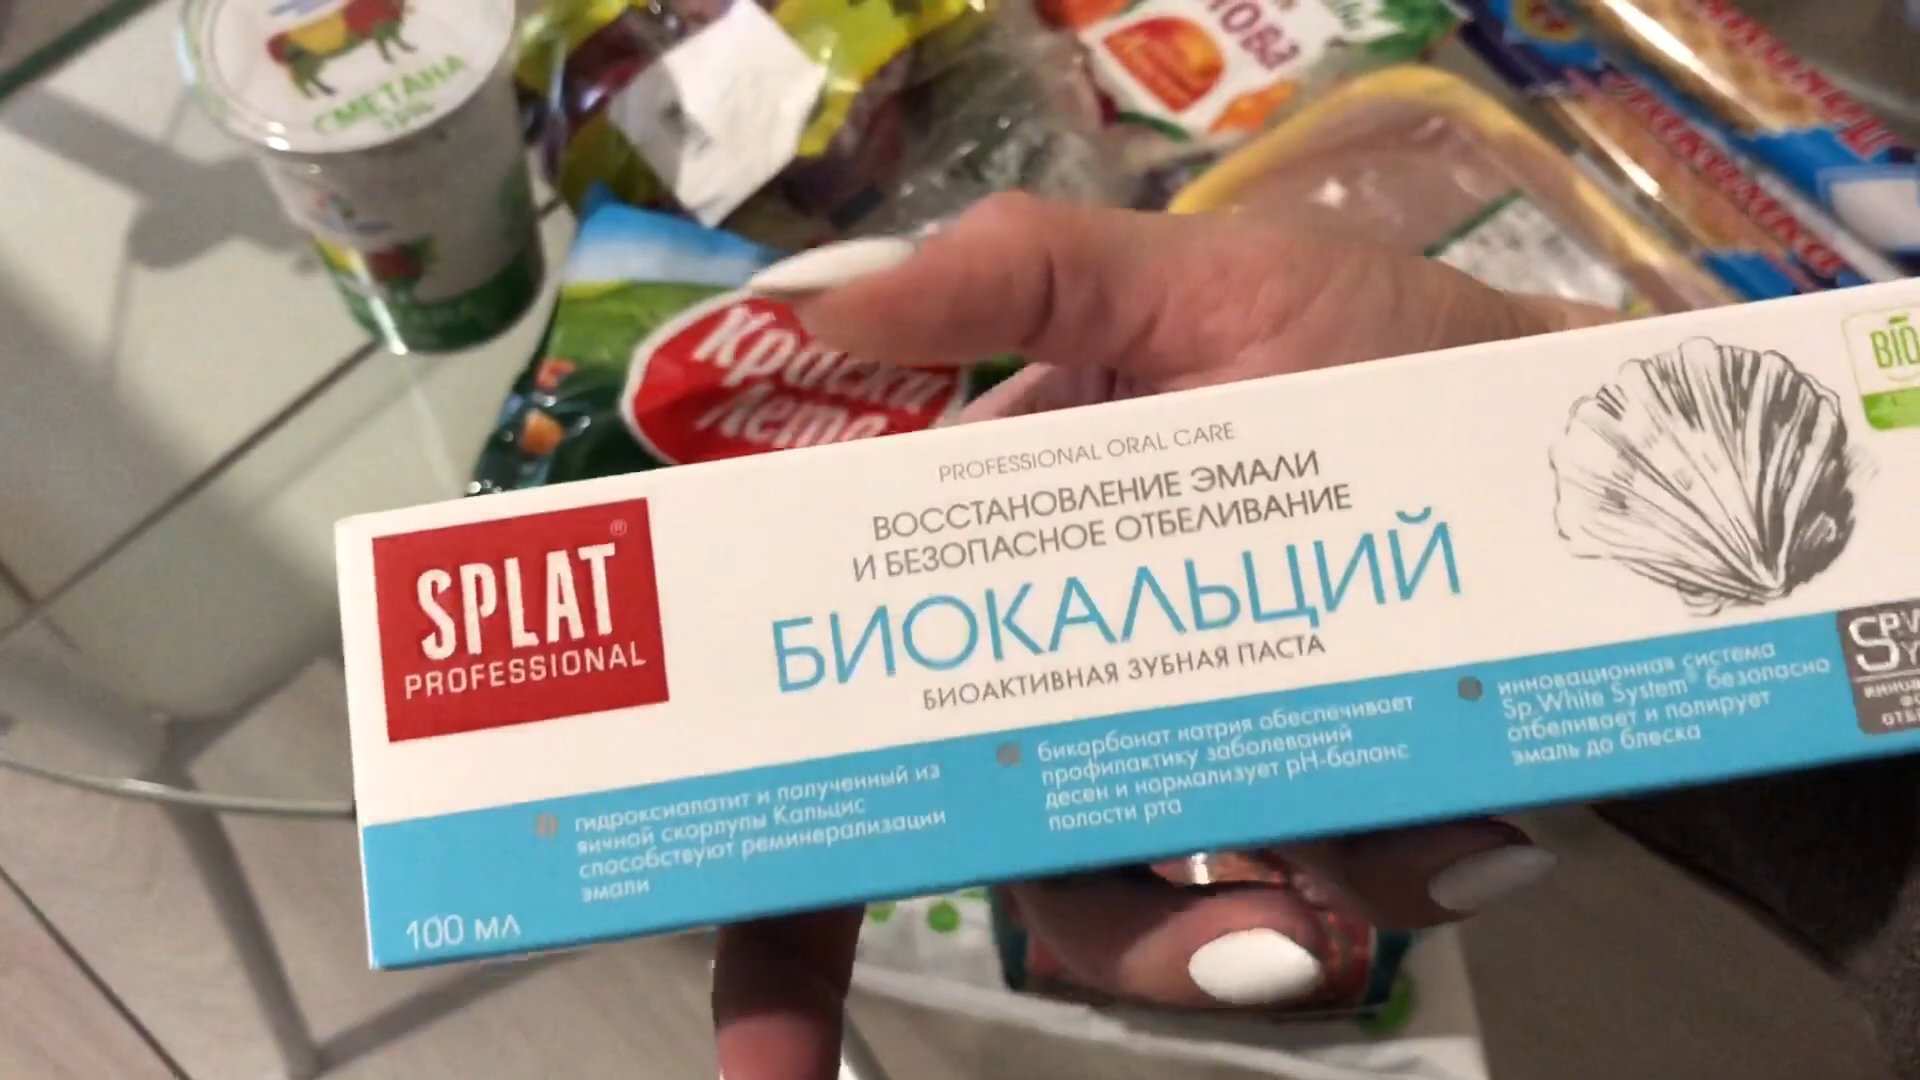 СМЕТАНА
Краски
Лета
PROFESSIONAL ORAL CARE
ВОССТАНОВЛЕНИЕ ЭМАЛИ
И БЕЗОПАСНОЕ ОТБЕЛИВАНИЕ
БИОКАЛЬЦИЙ
БИОАКТИВНАЯ ЗУБНАЯ ПАСТА
SPLAT®
PROFESSIONAL
BIO
гидроксиапатит и полученный из
яичной скорлупы Кальцис
способствуют реминерализации
эмали
бикарбонат натрия обеспечивает
профилактику заболеваний
десен и нормализует pH-баланс
полости рта
инновационная система
Sp.White System® безопасно
отбеливает и полирует
эмаль до блеска
100 мл